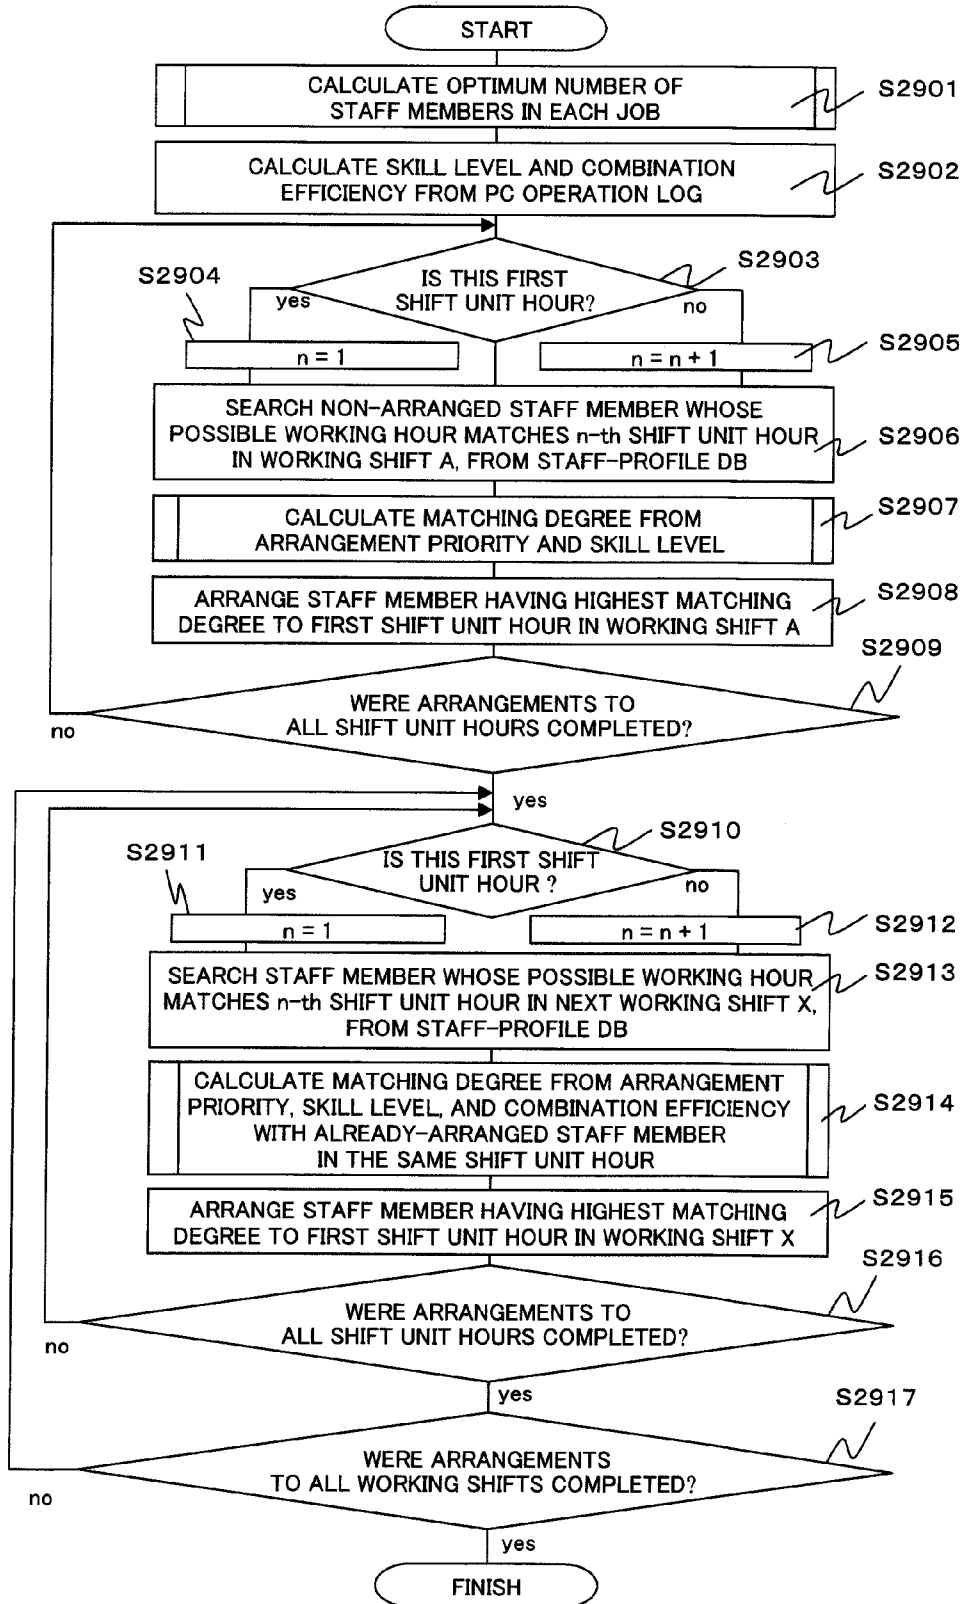 START
CALCULATE OPTIMUM NUMBER OF
STAFF MEMBERS IN EACH JOB
S2901
CALCULATE SKILL LEVEL AND COMBINATION
EFFICIENCY FROM PC OPERATION LOG
S2902
IS THIS FIRST
SHIFT UNIT HOUR?
S2903
S2904
yes
no
n = 1
n = n + 1
S2905
SEARCH NON-ARRANGED STAFF MEMBER WHOSE
POSSIBLE WORKING HOUR MATCHES n-th SHIFT UNIT HOUR
IN WORKING SHIFT A, FROM STAFF-PROFILE DB
S2906
CALCULATE MATCHING DEGREE FROM
ARRANGEMENT PRIORITY AND SKILL LEVEL
S2907
ARRANGE STAFF MEMBER HAVING HIGHEST MATCHING
DEGREE TO FIRST SHIFT UNIT HOUR IN WORKING SHIFT A
S2908
S2909
WERE ARRANGEMENTS TO
ALL SHIFT UNIT HOURS COMPLETED?
no
yes
S2910
S2911
IS THIS FIRST SHIFT
UNIT HOUR ?
yes
no
n = 1
n = n + 1
S2912
SEARCH STAFF MEMBER WHOSE POSSIBLE WORKING HOUR
MATCHES n-th SHIFT UNIT HOUR IN NEXT WORKING SHIFT X,
FROM STAFF-PROFILE DB
S2913
CALCULATE MATCHING DEGREE FROM ARRANGEMENT
PRIORITY, SKILL LEVEL, AND COMBINATION EFFICIENCY
WITH ALREADY-ARRANGED STAFF MEMBER
IN THE SAME SHIFT UNIT HOUR
S2914
ARRANGE STAFF MEMBER HAVING HIGHEST MATCHING
DEGREE TO FIRST SHIFT UNIT HOUR IN WORKING SHIFT X
S2915
S2916
WERE ARRANGEMENTS TO
ALL SHIFT UNIT HOURS COMPLETED?
no
yes
S2917
WERE ARRANGEMENTS
TO ALL WORKING SHIFTS COMPLETED?
no
yes
FINISH